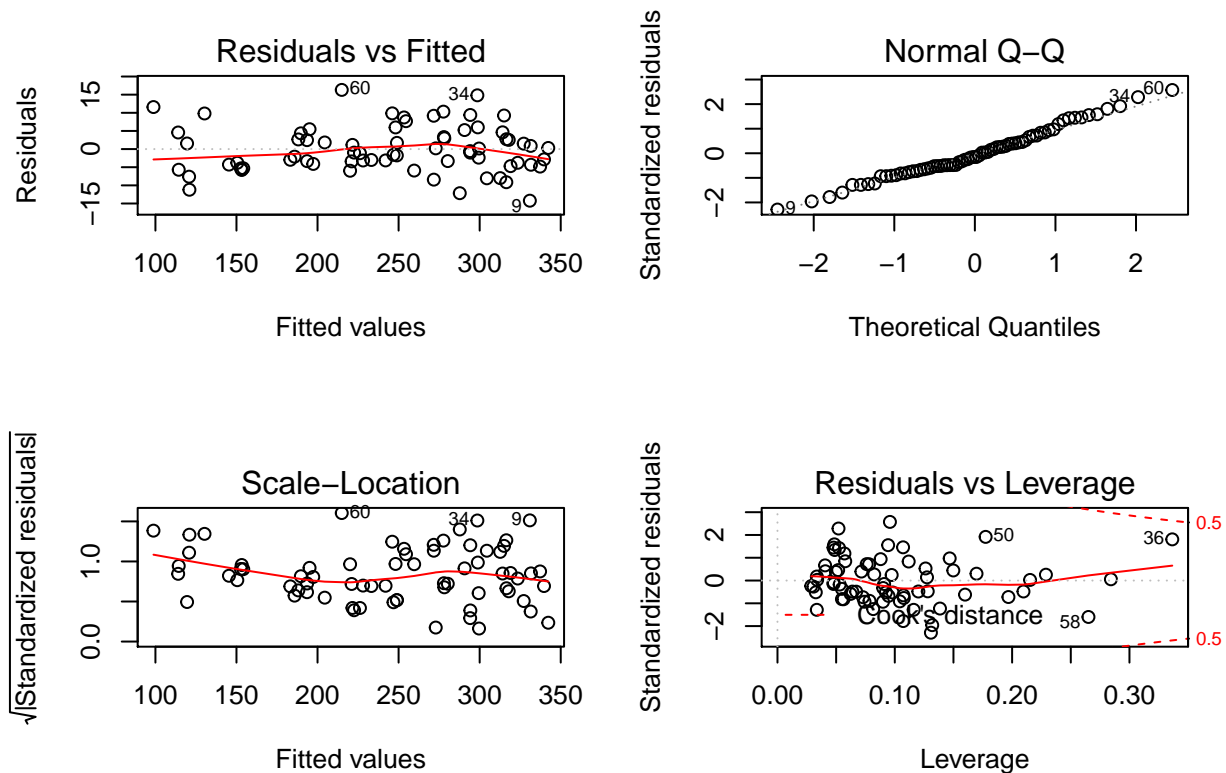 Residuals vs Fitted
Residuals
15
0
−15
60
34
9
100 150 200 250 300 350
Fitted values
Normal Q−Q
Standardized residuals
2
0
−2
9
34
60
−2 −1 0 1 2
Theoretical Quantiles
Scale−Location
√|Standardized residuals|
1.0
0.0
60
34
9
100 150 200 250 300 350
Fitted values
Residuals vs Leverage
Standardized residuals
2
0
−2
50
36
58
0.5
0.5
Cook's distance
0.00 0.10 0.20 0.30
Leverage